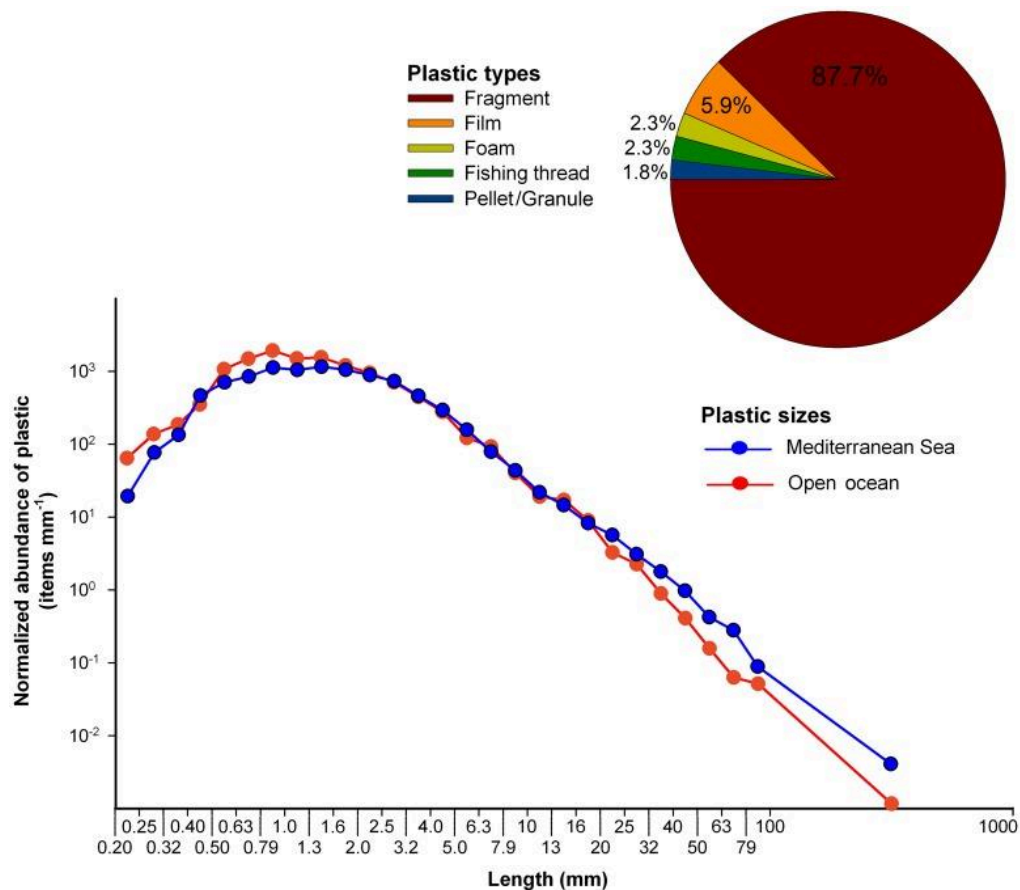 87.7%
Plastic types
Fragment
Film
Foam
Fishing thread
Pellet/Granule
5.9%
2.3%
2.3%
1.8%
Plastic sizes
Mediterranean Sea
Open ocean
Normalized abundance of plastic
(items mm⁻¹)
10³
10²
10¹
10⁰
10⁻¹
10⁻²
0.25 0.40 0.63 1.0 1.6 2.5 4.0 6.3 10 16 25 40 63 100 1000
0.20 0.32 0.50 0.79 1.3 2.0 3.2 5.0 7.9 13 20 32 50 79
Length (mm)